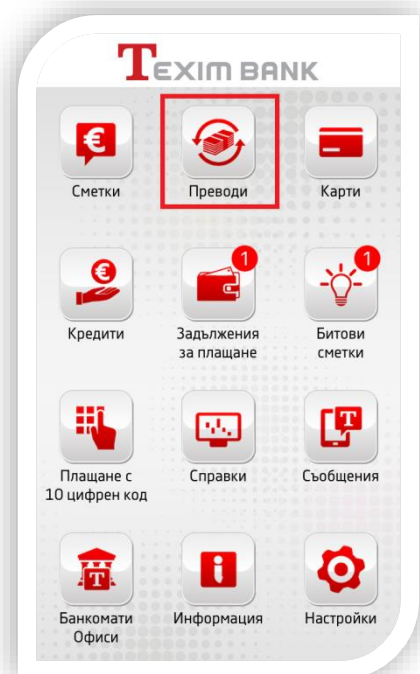 TEXIM BANK
Сметки
Преводи
Карти
1
1
Кредити
Задължения
за плащане
Битови
сметки
T
Плащане с
10 цифрен код
Справки
Съобщения
T
Банкомати
Офиси
Информация
Настройки